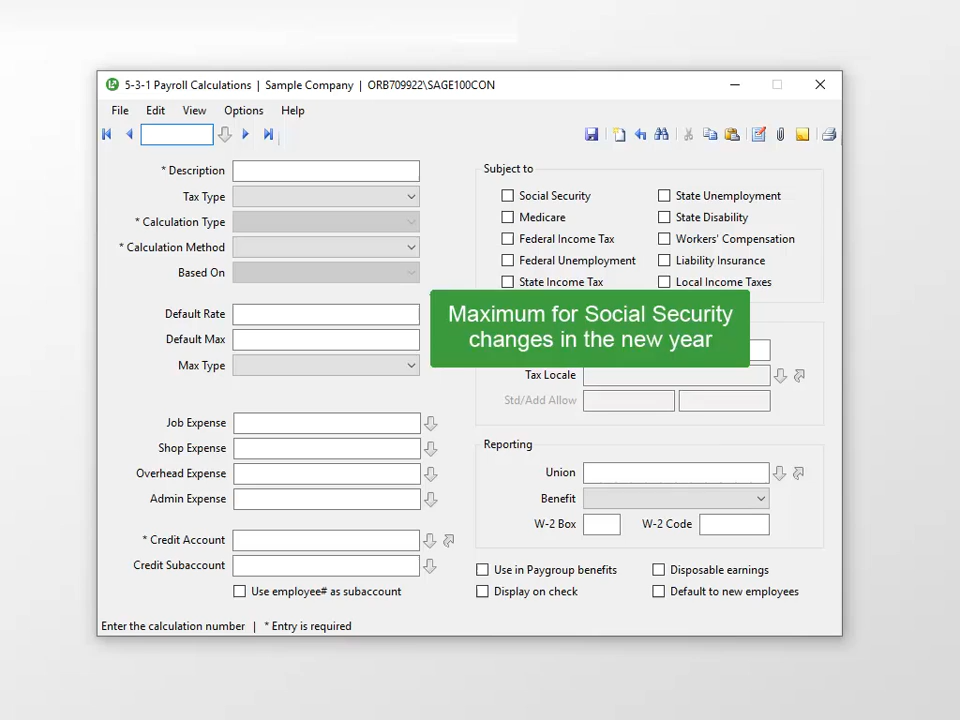 5-3-1 Payroll Calculations | Sample Company | ORB709922\SAGE100CON
File Edit View Options Help
* Description
Tax Type
* Calculation Type
* Calculation Method
Based On
Default Rate
Default Max
Max Type
Job Expense
Shop Expense
Overhead Expense
Admin Expense
* Credit Account
Credit Subaccount
Use employee# as subaccount
Subject to
Social Security State Unemployment
Medicare State Disability
Federal Income Tax Workers' Compensation
Federal Unemployment Liability Insurance
State Income Tax Local Income Taxes
Maximum for Social Security
changes in the new year
Tax Locale
Std/Add Allow
Reporting
Union
Benefit
W-2 Box W-2 Code
Use in Paygroup benefits Disposable earnings
Display on check Default to new employees
Enter the calculation number | * Entry is required